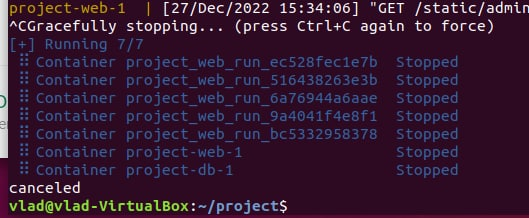 project-web-1 | [27/Dec/2022 15:34:06] "GET /static/admin
^CGracefully stopping... (press Ctrl+C again to force)
[+] Running 7/7
⠿ Container project_web_run_ec528fec1e7b Stopped
⠿ Container project_web_run_516438263e3b Stopped
⠿ Container project_web_run_6a76944a6aae Stopped
⠿ Container project_web_run_9a4041f4e8f1 Stopped
⠿ Container project_web_run_bc5332958378 Stopped
⠿ Container project-web-1 Stopped
⠿ Container project-db-1 Stopped
canceled
vlad@vlad-VirtualBox:~/project$